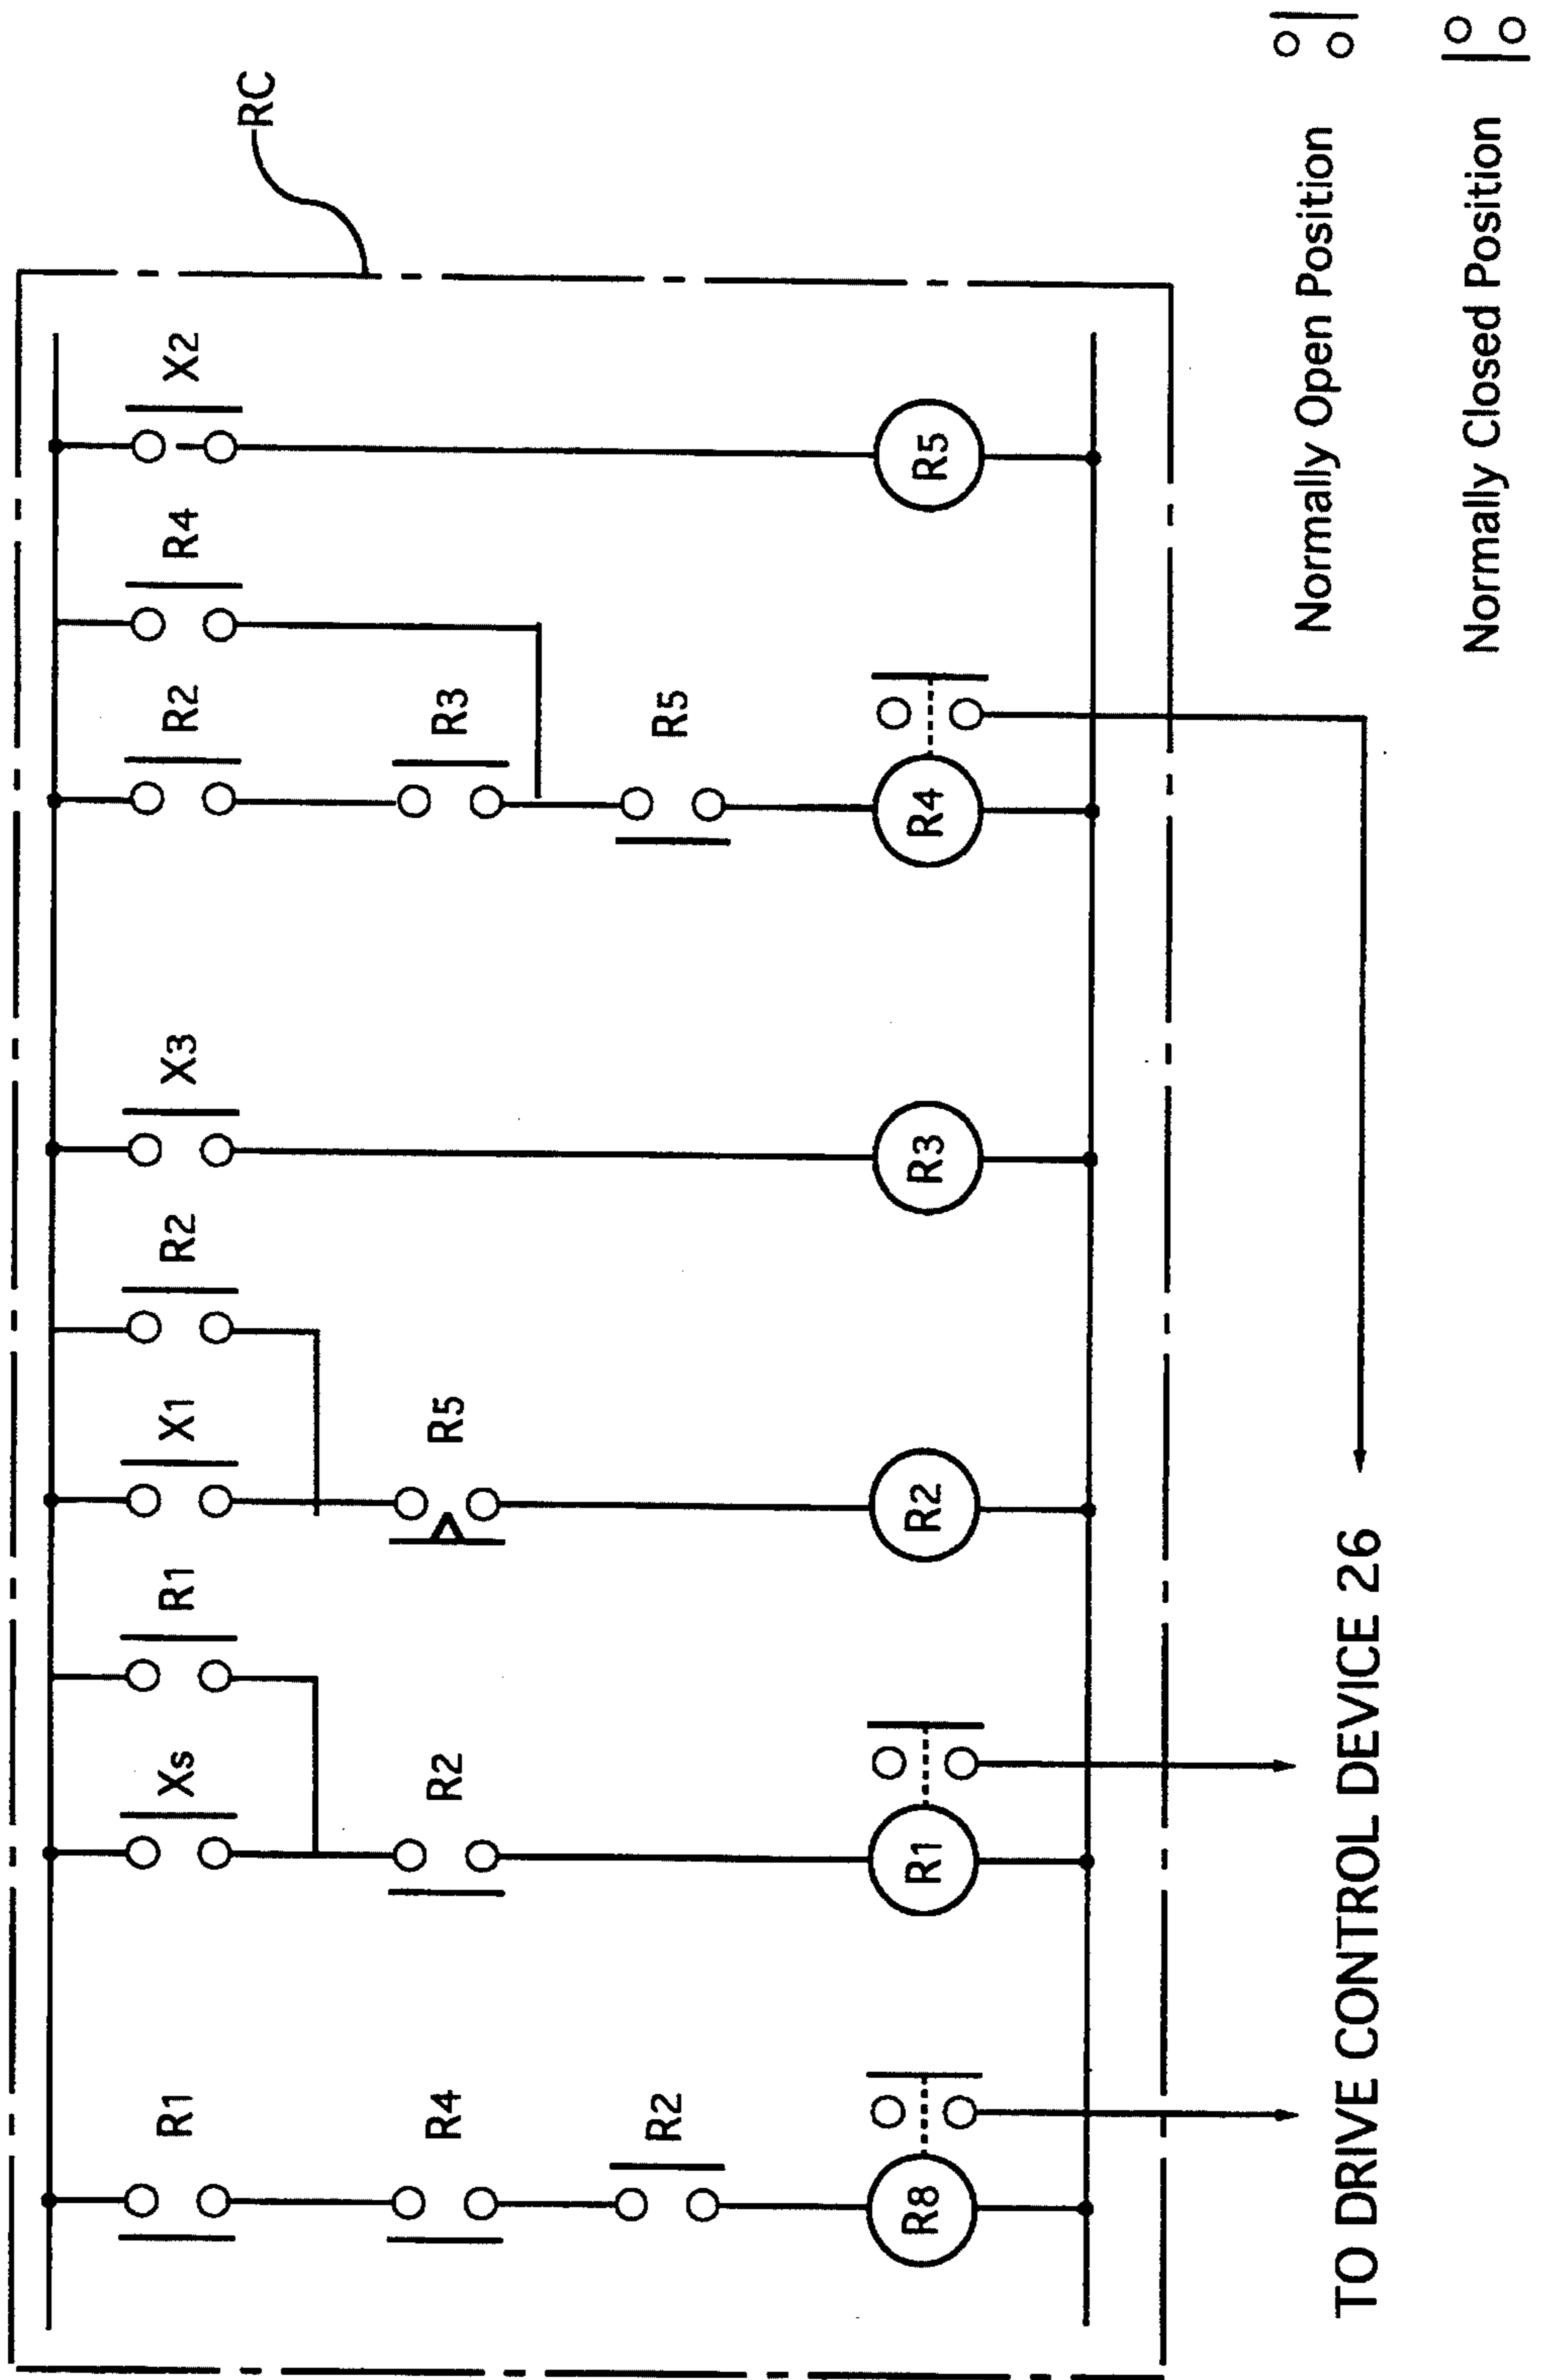 RC
R1
R4
R2
R8
Xs
R1
R2
R1
X1
R2
R5
R2
X3
R3
R2
R4
R3
R5
R4
X2
R5
TO DRIVE CONTROL DEVICE 26
Normally Open Position
Normally Closed Position